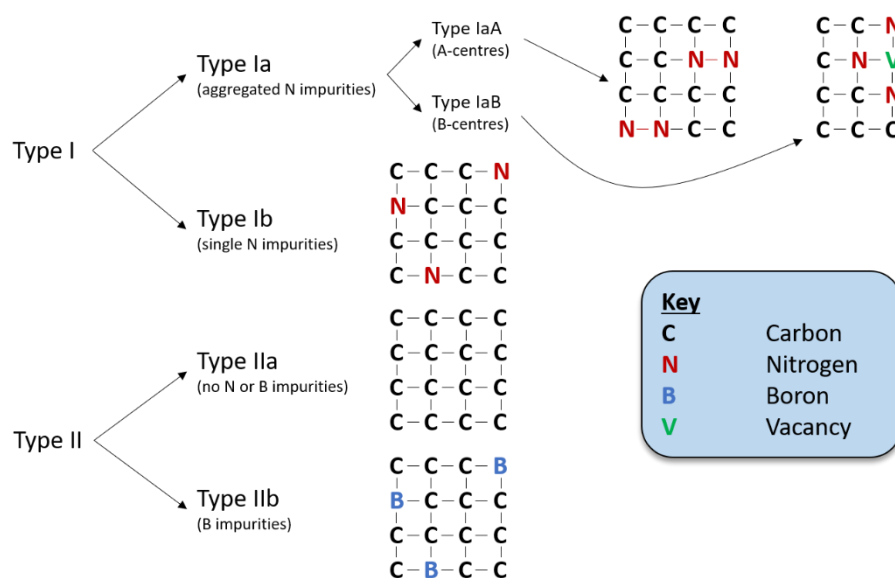 Type I
Type Ia
(aggregated N impurities)
Type IaA
(A-centres)
Type IaB
(B-centres)
C – C – C – C
C – C – N – N
C – C – C – C
N – N – C – C
C – C – N
C – N – V
C – C – N
C – C – C
Type Ib
(single N impurities)
C – C – C – N
N – C – C – C
C – C – C – C
C – N – C – C
Type II
Type IIa
(no N or B impurities)
C – C – C – C
C – C – C – C
C – C – C – C
C – C – C – C
Type IIb
(B impurities)
C – C – C – B
B – C – C – C
C – C – C – C
C – B – C – C
Key
C Carbon
N Nitrogen
B Boron
V Vacancy